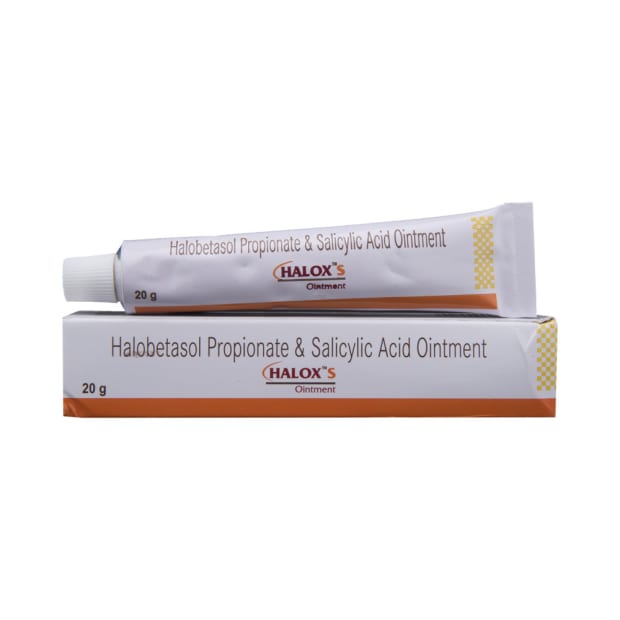 Halobetasol Propionate & Salicylic Acid Ointment
HALOX™S
Ointment
20 g
Halobetasol Propionate & Salicylic Acid Ointment
HALOX™S
Ointment
20 g